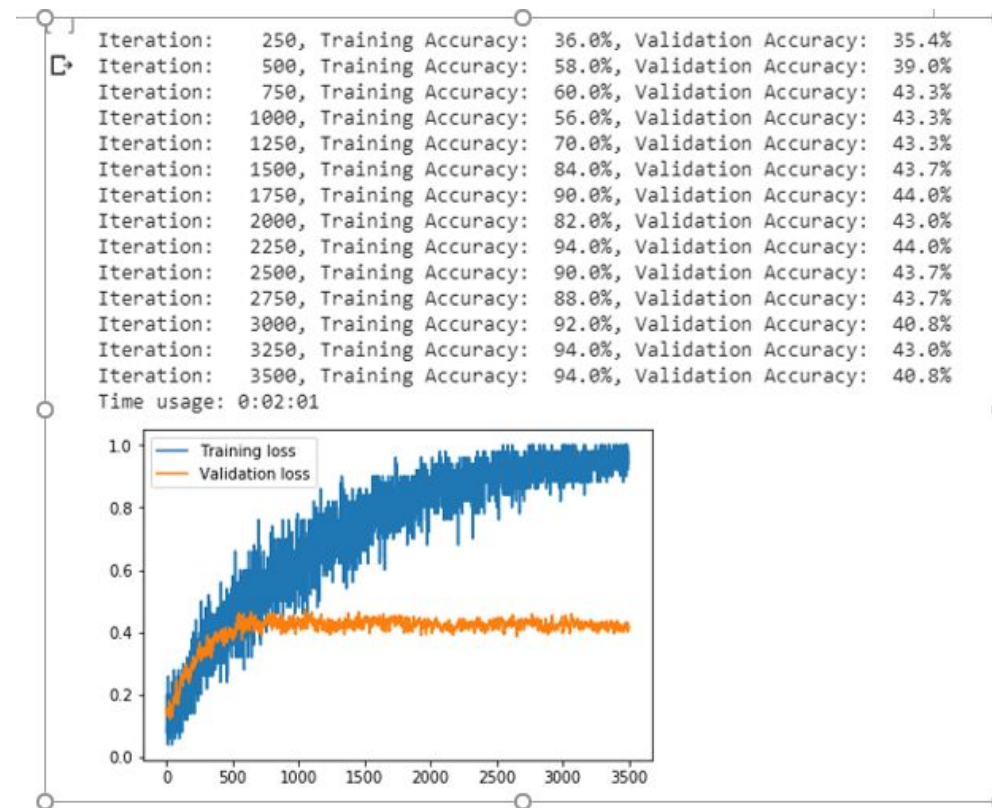 Iteration:    250, Training Accuracy:  36.0%, Validation Accuracy:  35.4%
Iteration:    500, Training Accuracy:  58.0%, Validation Accuracy:  39.0%
Iteration:    750, Training Accuracy:  60.0%, Validation Accuracy:  43.3%
Iteration:   1000, Training Accuracy:  56.0%, Validation Accuracy:  43.3%
Iteration:   1250, Training Accuracy:  70.0%, Validation Accuracy:  43.3%
Iteration:   1500, Training Accuracy:  84.0%, Validation Accuracy:  43.7%
Iteration:   1750, Training Accuracy:  90.0%, Validation Accuracy:  44.0%
Iteration:   2000, Training Accuracy:  82.0%, Validation Accuracy:  43.0%
Iteration:   2250, Training Accuracy:  94.0%, Validation Accuracy:  44.0%
Iteration:   2500, Training Accuracy:  90.0%, Validation Accuracy:  43.7%
Iteration:   2750, Training Accuracy:  88.0%, Validation Accuracy:  43.7%
Iteration:   3000, Training Accuracy:  92.0%, Validation Accuracy:  40.8%
Iteration:   3250, Training Accuracy:  94.0%, Validation Accuracy:  43.0%
Iteration:   3500, Training Accuracy:  94.0%, Validation Accuracy:  40.8%
Time usage: 0:02:01
Training loss
Validation loss
1.0
0.8
0.6
0.4
0.2
0.0
0 500 1000 1500 2000 2500 3000 3500